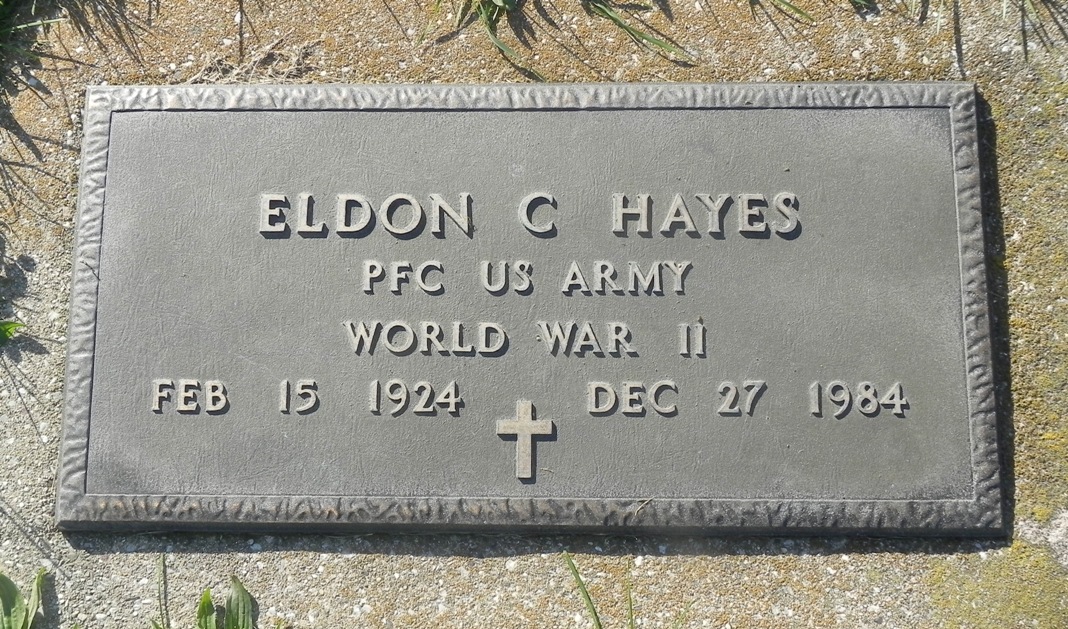 ELDON C HAYES
PFC US ARMY
WORLD WAR II
FEB 15 1924 DEC 27 1984